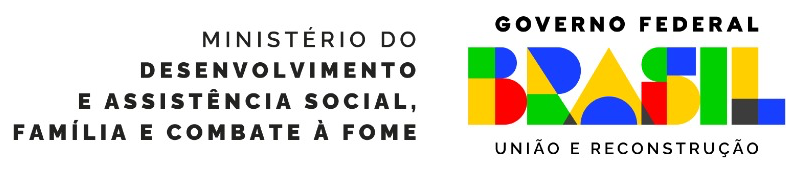 MINISTÉRIO DO
DESENVOLVIMENTO
E ASSISTÊNCIA SOCIAL,
FAMÍLIA E COMBATE À FOME
GOVERNO FEDERAL
BRASIL
UNIÃO E RECONSTRUÇÃO